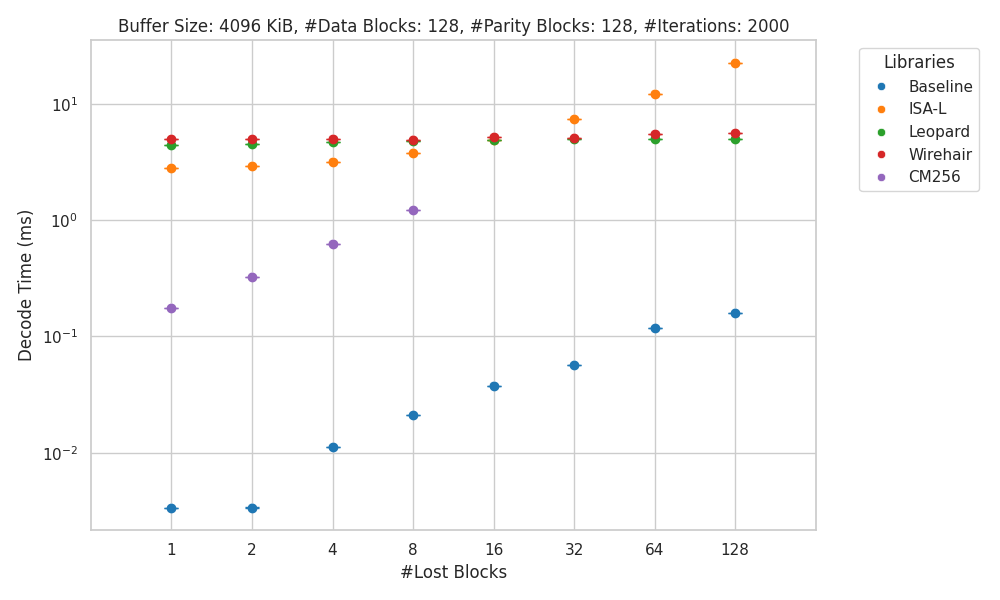 Buffer Size: 4096 KiB, #Data Blocks: 128, #Parity Blocks: 128, #Iterations: 2000
Libraries
Baseline
ISA-L
Leopard
Wirehair
CM256
Decode Time (ms)
10¹
10⁰
10⁻¹
10⁻²
1 2 4 8 16 32 64 128
#Lost Blocks